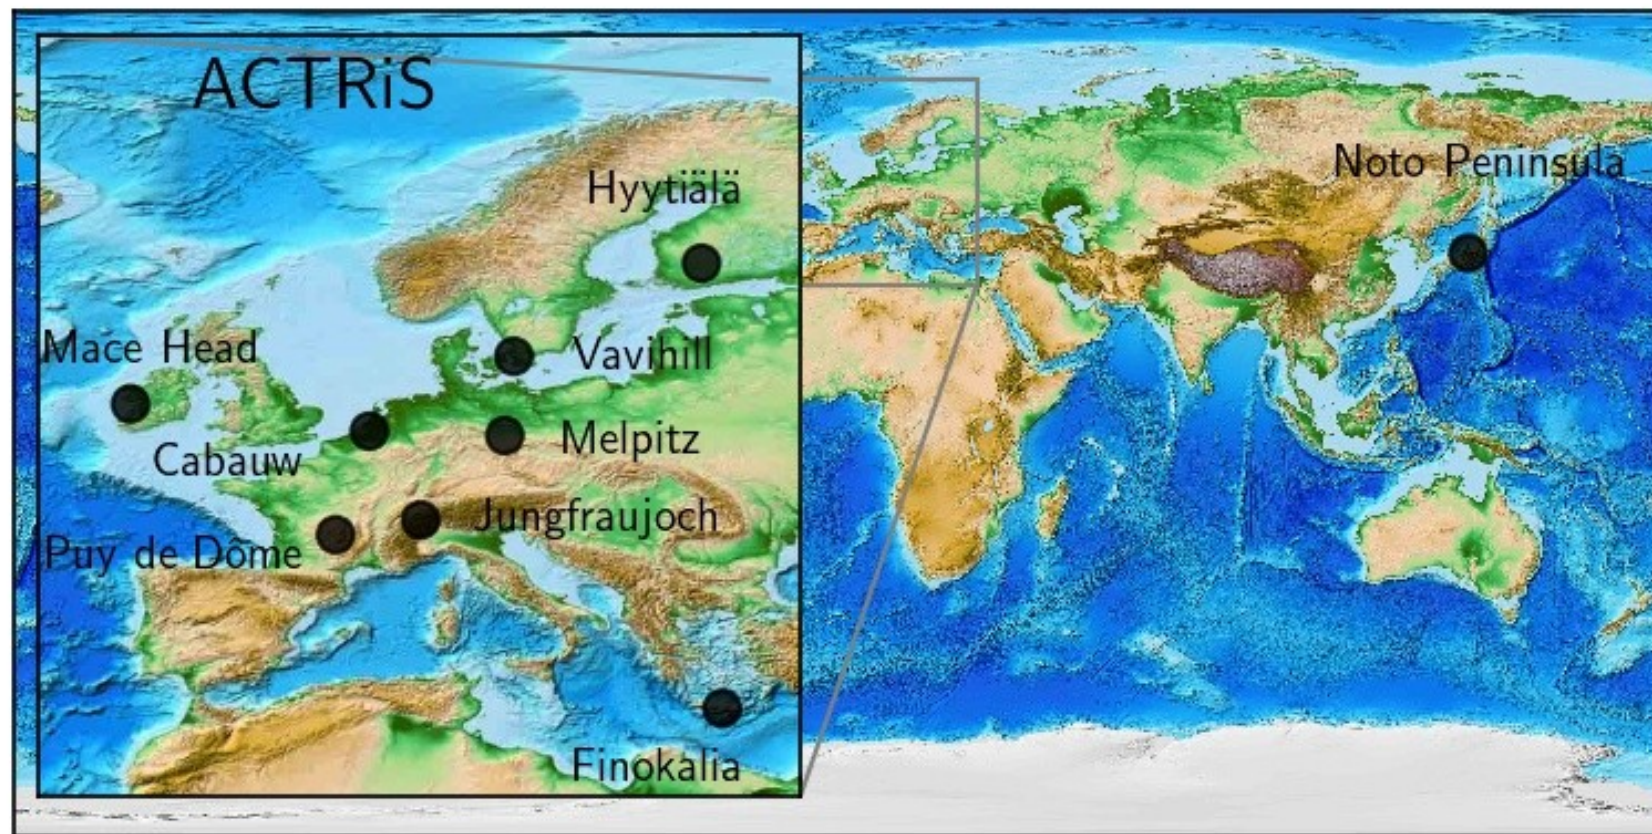 ACTRiS
Hyytiälä
Noto Peninsula
Mace Head
Vavihill
Cabauw
Melpitz
Puy de Dôme
Jungfraujoch
Finokalia